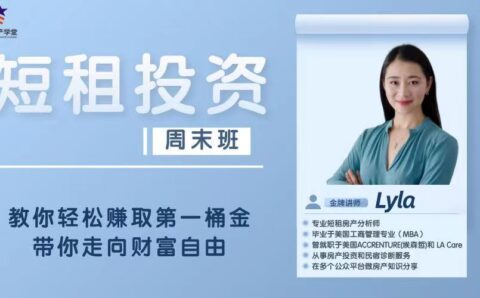 产学堂
短租投资
周末班
教你轻松赚取第一桶金
带你走向财富自由
金牌讲师 Lyla
专业短租房产分析师
毕业于美国工商管理专业（MBA）
曾就职于美国ACCRENTURE(埃森哲)和 LA Care
从事房产投资和民宿诊断服务
在多个公众平台做房产知识分享